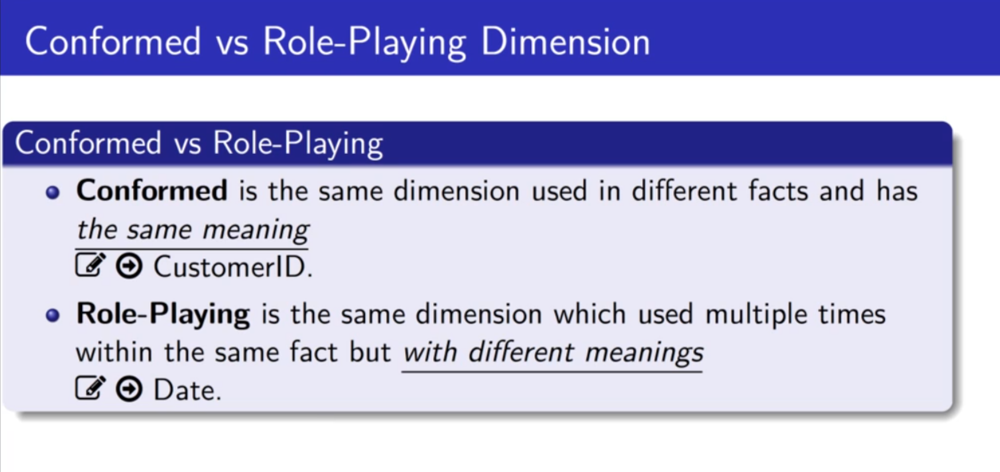 Conformed vs Role-Playing Dimension
Conformed vs Role-Playing
Conformed is the same dimension used in different facts and has
the same meaning
CustomerID.
Role-Playing is the same dimension which used multiple times
within the same fact but with different meanings
Date.